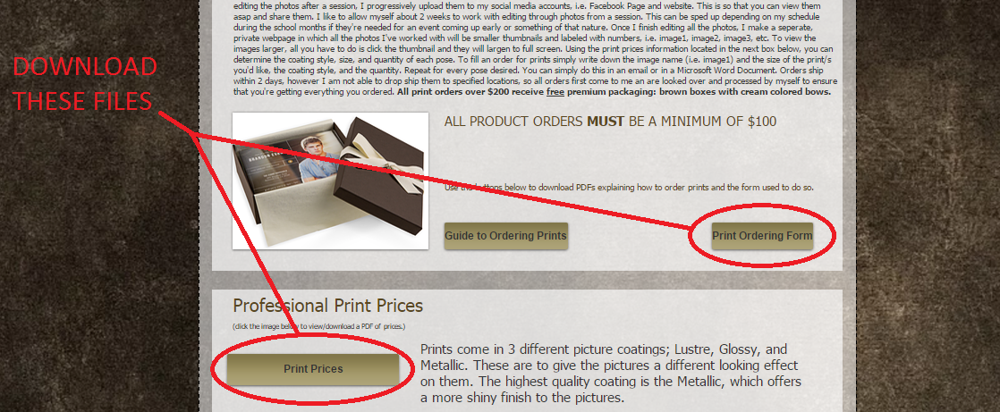 editing the photos after a session, I progressively upload them to my social media accounts, i.e. Facebook Page and website. This is so that you can view them
asap and share them. I like to allow myself about 2 weeks to work with editing through photos from a session. This can be sped up depending on my schedule
during the school months if they're needed for an event coming up early or something of that nature. Once I finish editing all the photos, I make a seperate,
private webpage in which all the photos I've worked with will be smaller thumbnails and labeled with numbers, i.e. image1, image2, image3, etc. To view the
images larger, all you have to do is click the thumbnail and they will largen to full screen. Using the print prices information located in the next box below, you can
determine the coating style, size, and quantity of each pose. To fill an order for prints simply write down the image name (i.e. image1) and the size of the print/s
you'd like, the coating style, and the quantity. Repeat for every pose desired. You can simply do this in an email or in a Microsoft Word Document. Orders ship
within 2 days, however I am not able to drop ship them to specified locations, so all orders first come to me an are looked over and processed by myself to ensure
that you're getting everything you ordered. All print orders over $200 receive free premium packaging: brown boxes with cream colored bows.
DOWNLOAD
THESE FILES
ALL PRODUCT ORDERS MUST BE A MINIMUM OF $100
BRANDON
Use the buttons below to download PDFs explaining how to order prints and the form used to do so.
Guide to Ordering Prints
Print Ordering Form
Professional Print Prices
(click the image below to view/download a PDF of prices.)
Print Prices
Prints come in 3 different picture coatings; Lustre, Glossy, and
Metallic. These are to give the pictures a different looking effect
on them. The highest quality coating is the Metallic, which offers
a more shiny finish to the pictures.